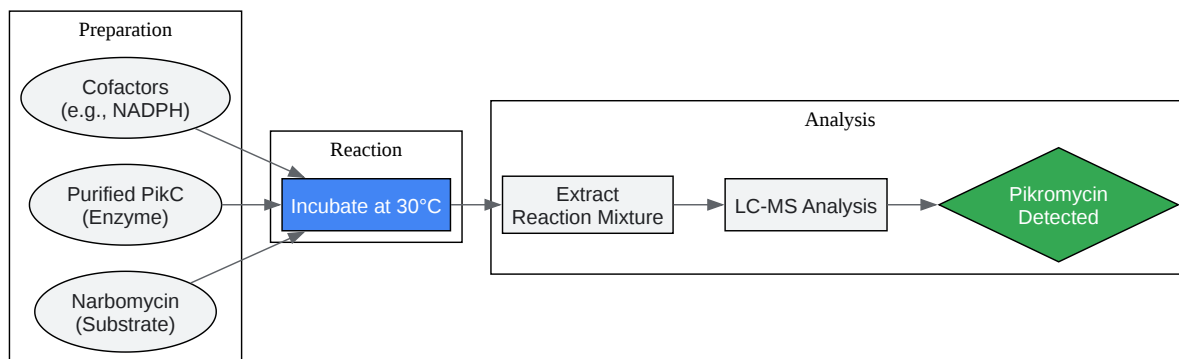 Preparation
Cofactors
(e.g., NADPH)
Purified PikC
(Enzyme)
Narbomycin
(Substrate)
Reaction
Incubate at 30°C
Analysis
Extract
Reaction Mixture
LC-MS Analysis
Pikromycin
Detected